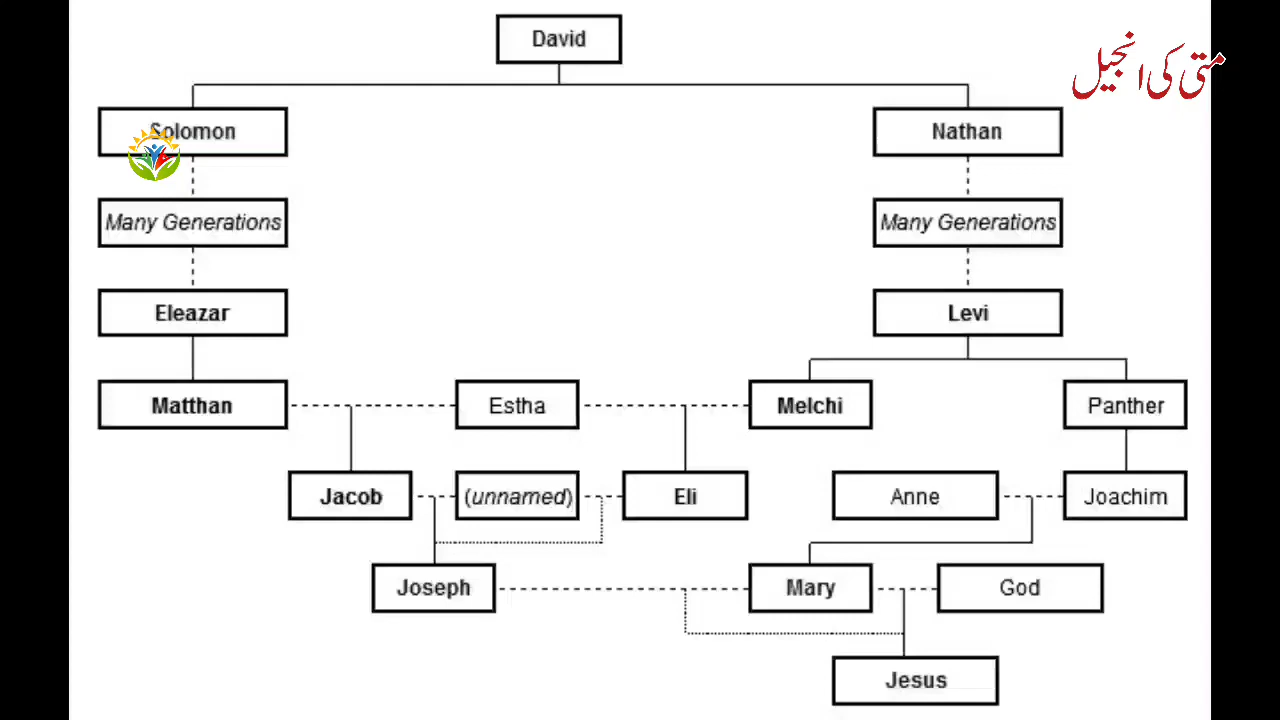 David
متی کی انجیل
Solomon
Nathan
Many Generations
Many Generations
Eleazar
Levi
Matthan
Estha
Melchi
Panther
Jacob
(unnamed)
Eli
Anne
Joachim
Joseph
Mary
God
Jesus